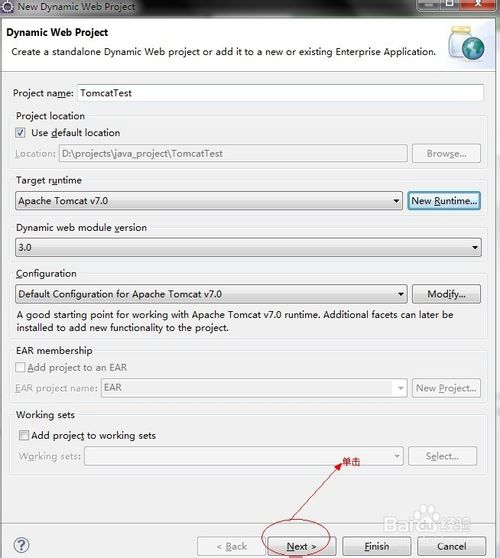 New Dynamic Web Project
Dynamic Web Project
Create a standalone Dynamic Web project or add it to a new or existing Enterprise Application.
Project name: TomcatTest
Project location
Use default location
Location: D:\projects\java_project\TomcatTest Browse...
Target runtime
Apache Tomcat v7.0 New Runtime...
Dynamic web module version
3.0
Configuration
Default Configuration for Apache Tomcat v7.0 Modify...
A good starting point for working with Apache Tomcat v7.0 runtime. Additional facets can later be
installed to add new functionality to the project.
EAR membership
Add project to an EAR
EAR project name: EAR New Project...
Working sets
Add project to working sets
Working sets: Select...
单击
Baidu经验
? < Back Next > Finish Cancel